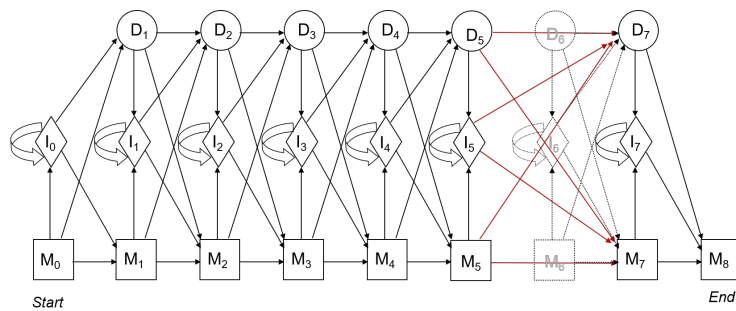 D₁ D₂ D₃ D₄ D₅ D₆ D₇
I₀ I₁ I₂ I₃ I₄ I₅ I₆ I₇
M₀ M₁ M₂ M₃ M₄ M₅ M₆ M₇ M₈
Start End